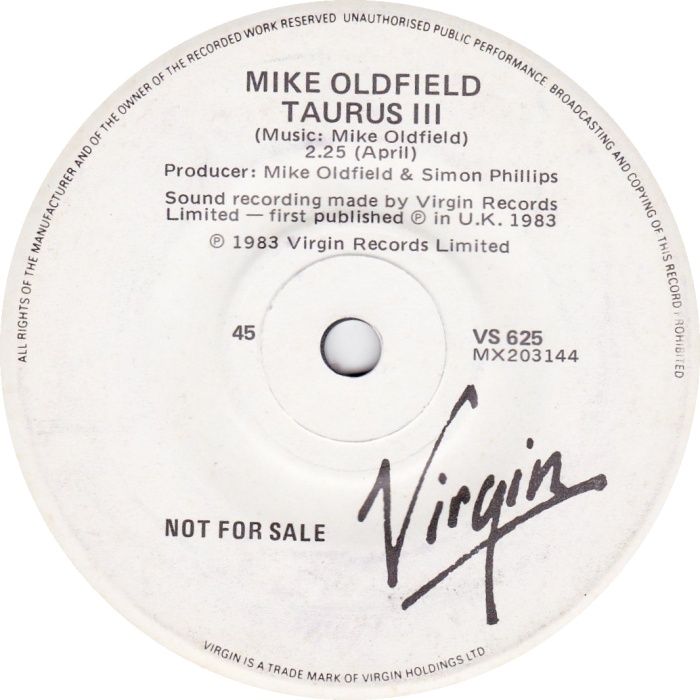 ALL RIGHTS OF THE MANUFACTURER AND OF THE OWNER OF THE RECORDED WORK RESERVED UNAUTHORISED PUBLIC PERFORMANCE BROADCASTING AND COPYING OF THIS RECORD PROHIBITED
MIKE OLDFIELD
TAURUS III
(Music: Mike Oldfield)
2.25 (April)
Producer: Mike Oldfield & Simon Phillips
Sound recording made by Virgin Records
Limited — first published ℗ in U.K. 1983
℗ 1983 Virgin Records Limited
45
VS 625
MX203144
Virgin
NOT FOR SALE
VIRGIN IS A TRADE MARK OF VIRGIN HOLDINGS LTD